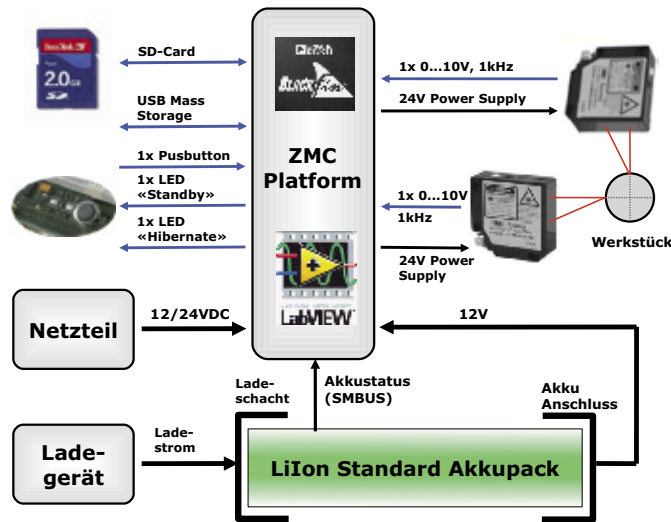 SanDisk
2.0GB
SD-Card
USB Mass
Storage
1x Pusbutton
1x LED
«Standby»
1x LED
«Hibernate»
ZMC
Platform
LabVIEW
1x 0...10V, 1kHz
24V Power Supply
1x 0...10V
1kHz
24V Power
Supply
Werkstück
Netzteil
12/24VDC
12V
Lade-
schacht
Akkustatus
(SMBUS)
Akku
Anschluss
Lade-
gerät
Lade-
strom
LiIon Standard Akkupack